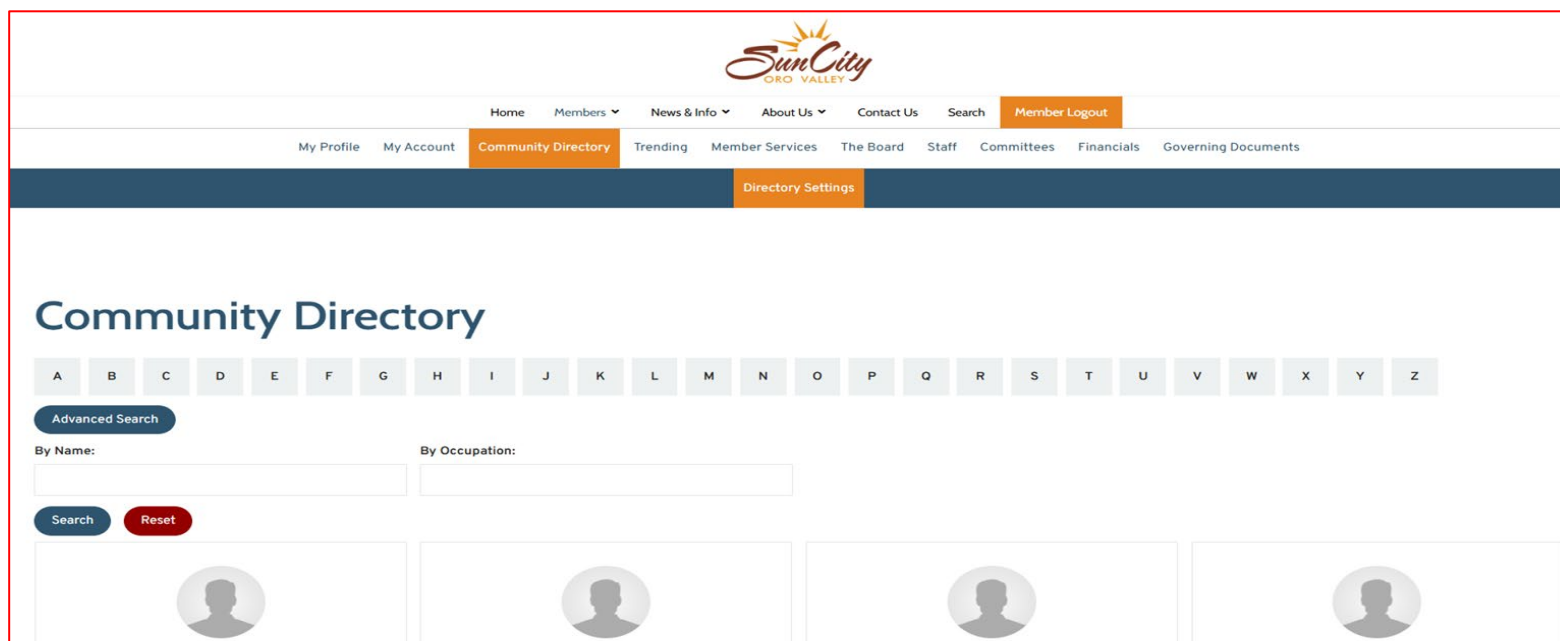 Sun City
ORO VALLEY
Home Members News & Info About Us Contact Us Search Member Logout
My Profile My Account Community Directory Trending Member Services The Board Staff Committees Financials Governing Documents
Directory Settings
Community Directory
A B C D E F G H I J K L M N O P Q R S T U V W X Y Z
Advanced Search
By Name: By Occupation:
Search Reset